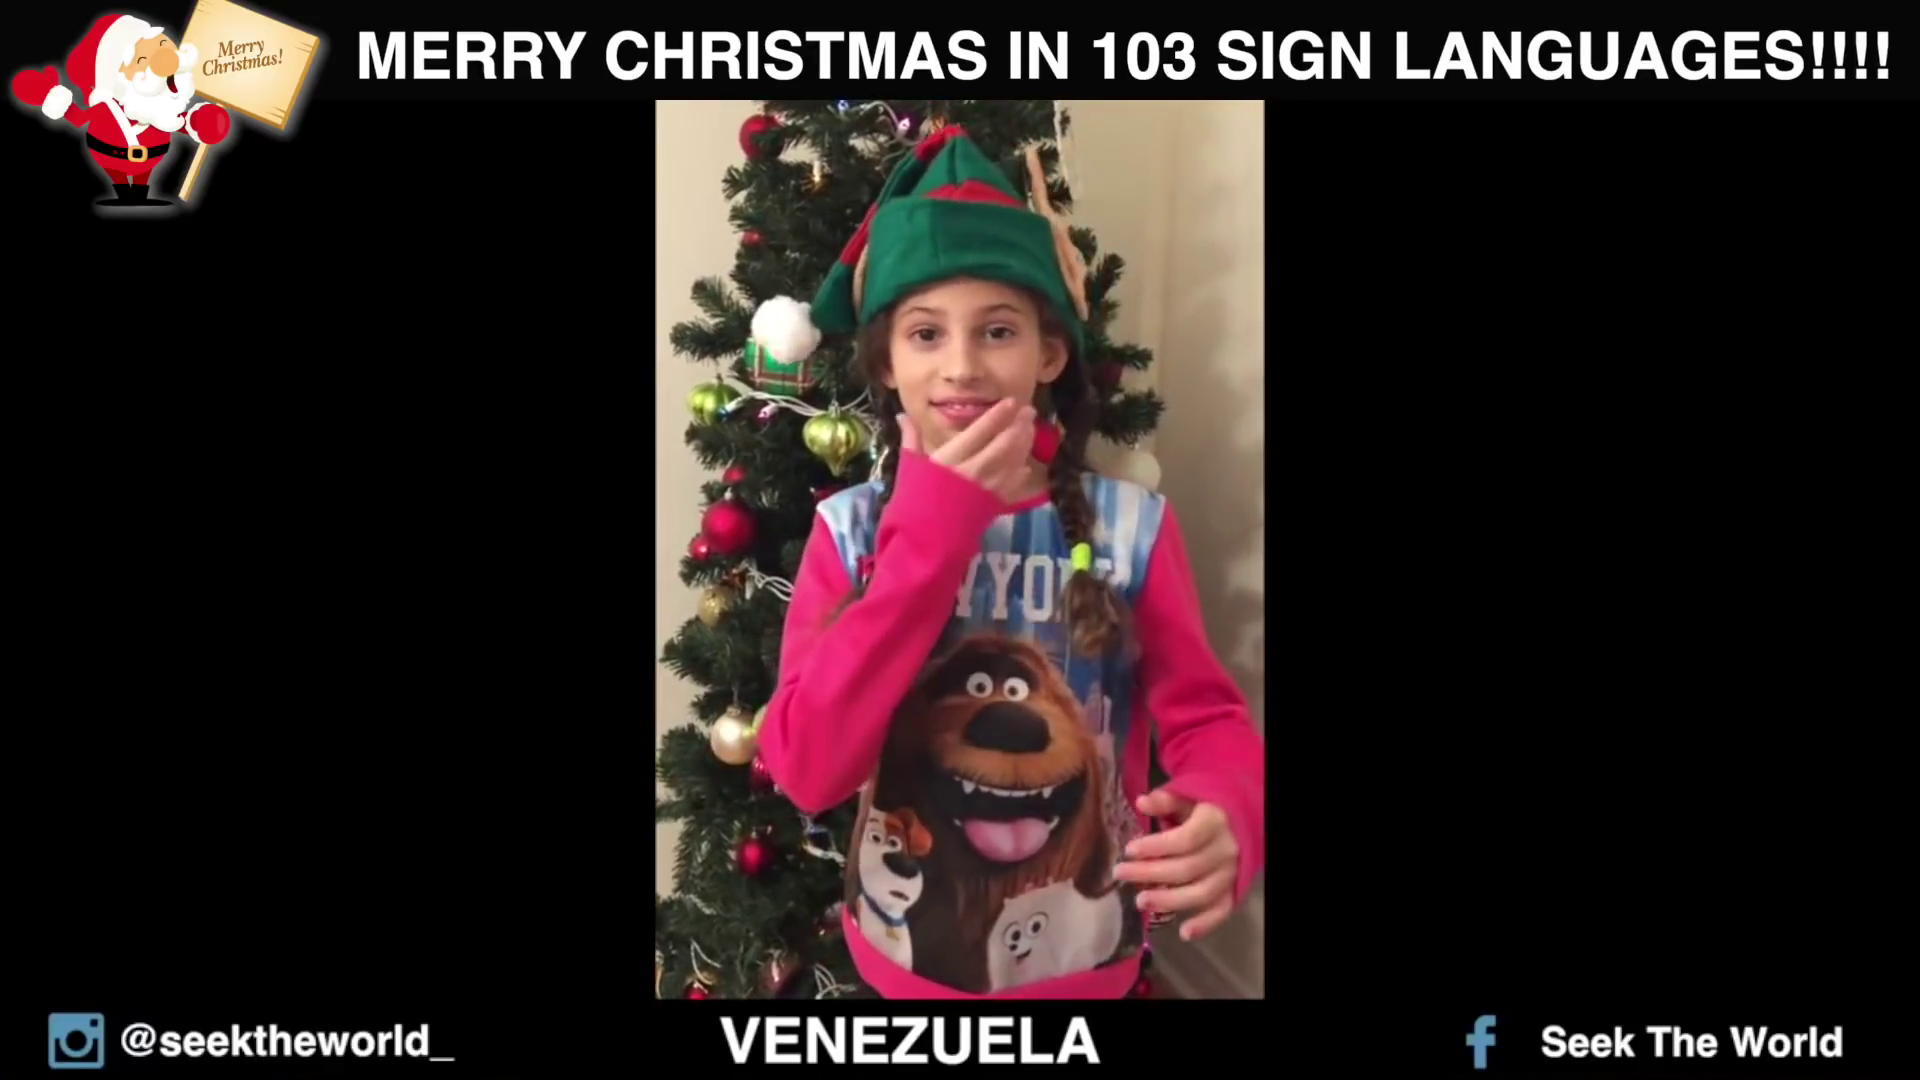 Merry
Christmas!
MERRY CHRISTMAS IN 103 SIGN LANGUAGES!!!!
@seektheworld_
VENEZUELA
Seek The World